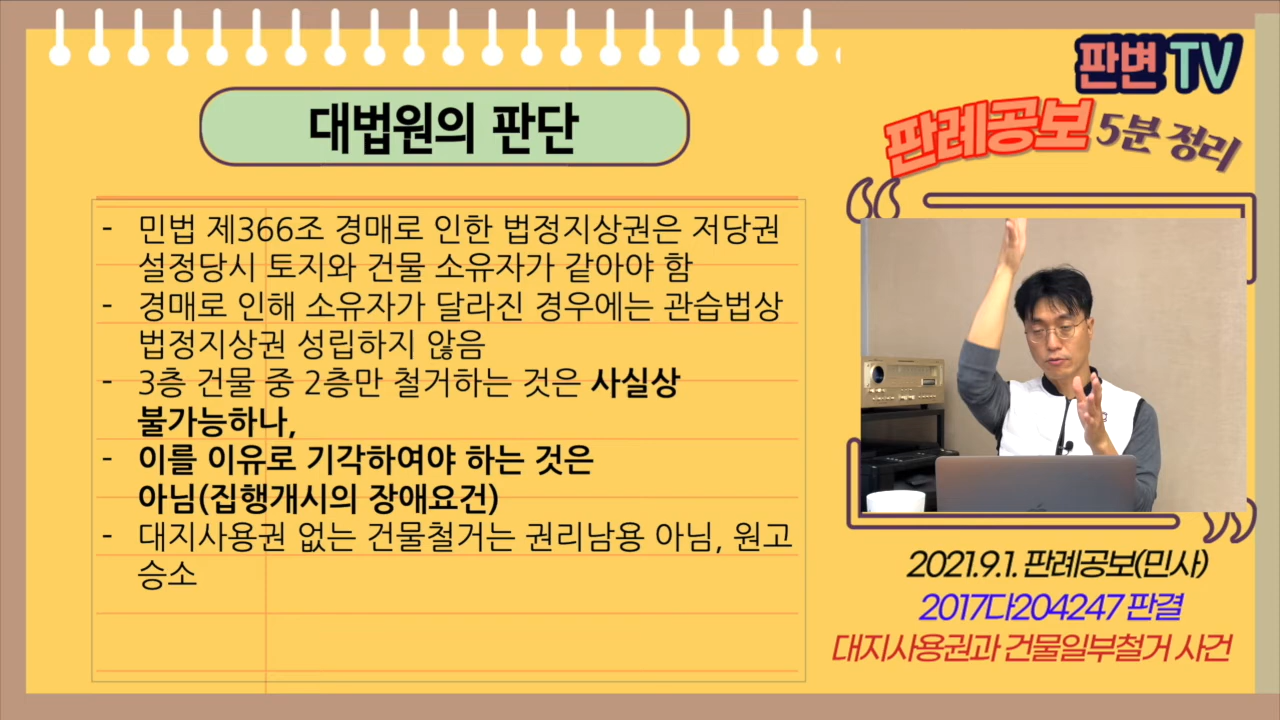 판변 TV
판례공보 5분 정리
대법원의 판단
- 민법 제366조 경매로 인한 법정지상권은 저당권
설정당시 토지와 건물 소유자가 같아야 함
- 경매로 인해 소유자가 달라진 경우에는 관습법상
법정지상권 성립하지 않음
- 3층 건물 중 2층만 철거하는 것은 사실상
불가능하나,
- 이를 이유로 기각하여야 하는 것은
아님(집행개시의 장애요건)
- 대지사용권 없는 건물철거는 권리남용 아님, 원고
승소
2021.9.1. 판례공보(민사)
2017다204247 판결
대지사용권과 건물일부철거 사건